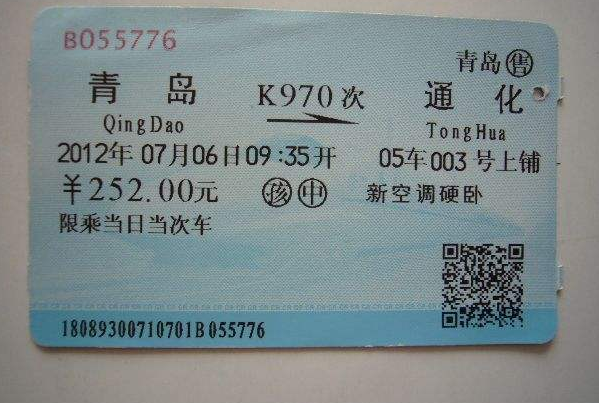 B055776
青岛售
青岛 K970次 通化
QingDao TongHua
2012年07月06日09:35开 05车003号上铺
￥252.00元 孩中 新空调硬卧
限乘当日当次车
18089300710701B055776